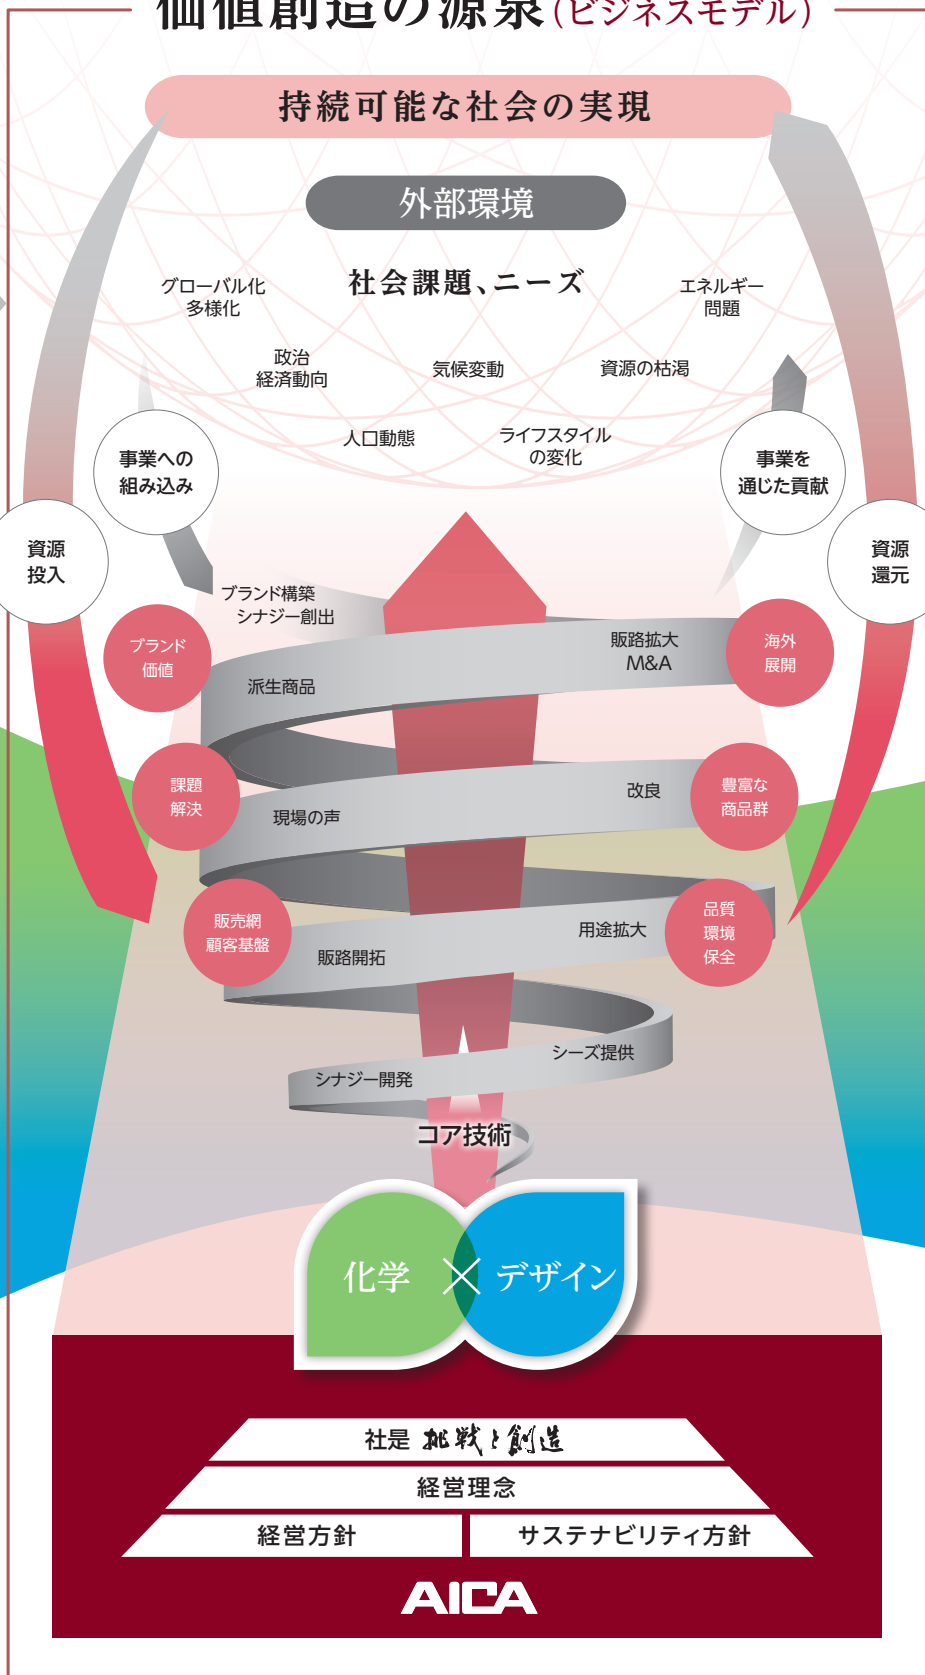 価値創造の源泉(ビジネスモデル)
持続可能な社会の実現
外部環境
社会課題、ニーズ
グローバル化
多様化
エネルギー
問題
政治
経済動向
気候変動
資源の枯渇
人口動態
ライフスタイル
の変化
事業への
組み込み
事業を
通じた貢献
資源
投入
資源
還元
ブランド構築
シナジー創出
ブランド
価値
派生商品
販路拡大
M&A
海外
展開
課題
解決
現場の声
改良
豊富な
商品群
販売網
顧客基盤
販路開拓
用途拡大
品質
環境
保全
シナジー開発
シーズ提供
コア技術
化学 × デザイン
社是 挑戦と創造
経営理念
経営方針
サステナビリティ方針
AICA